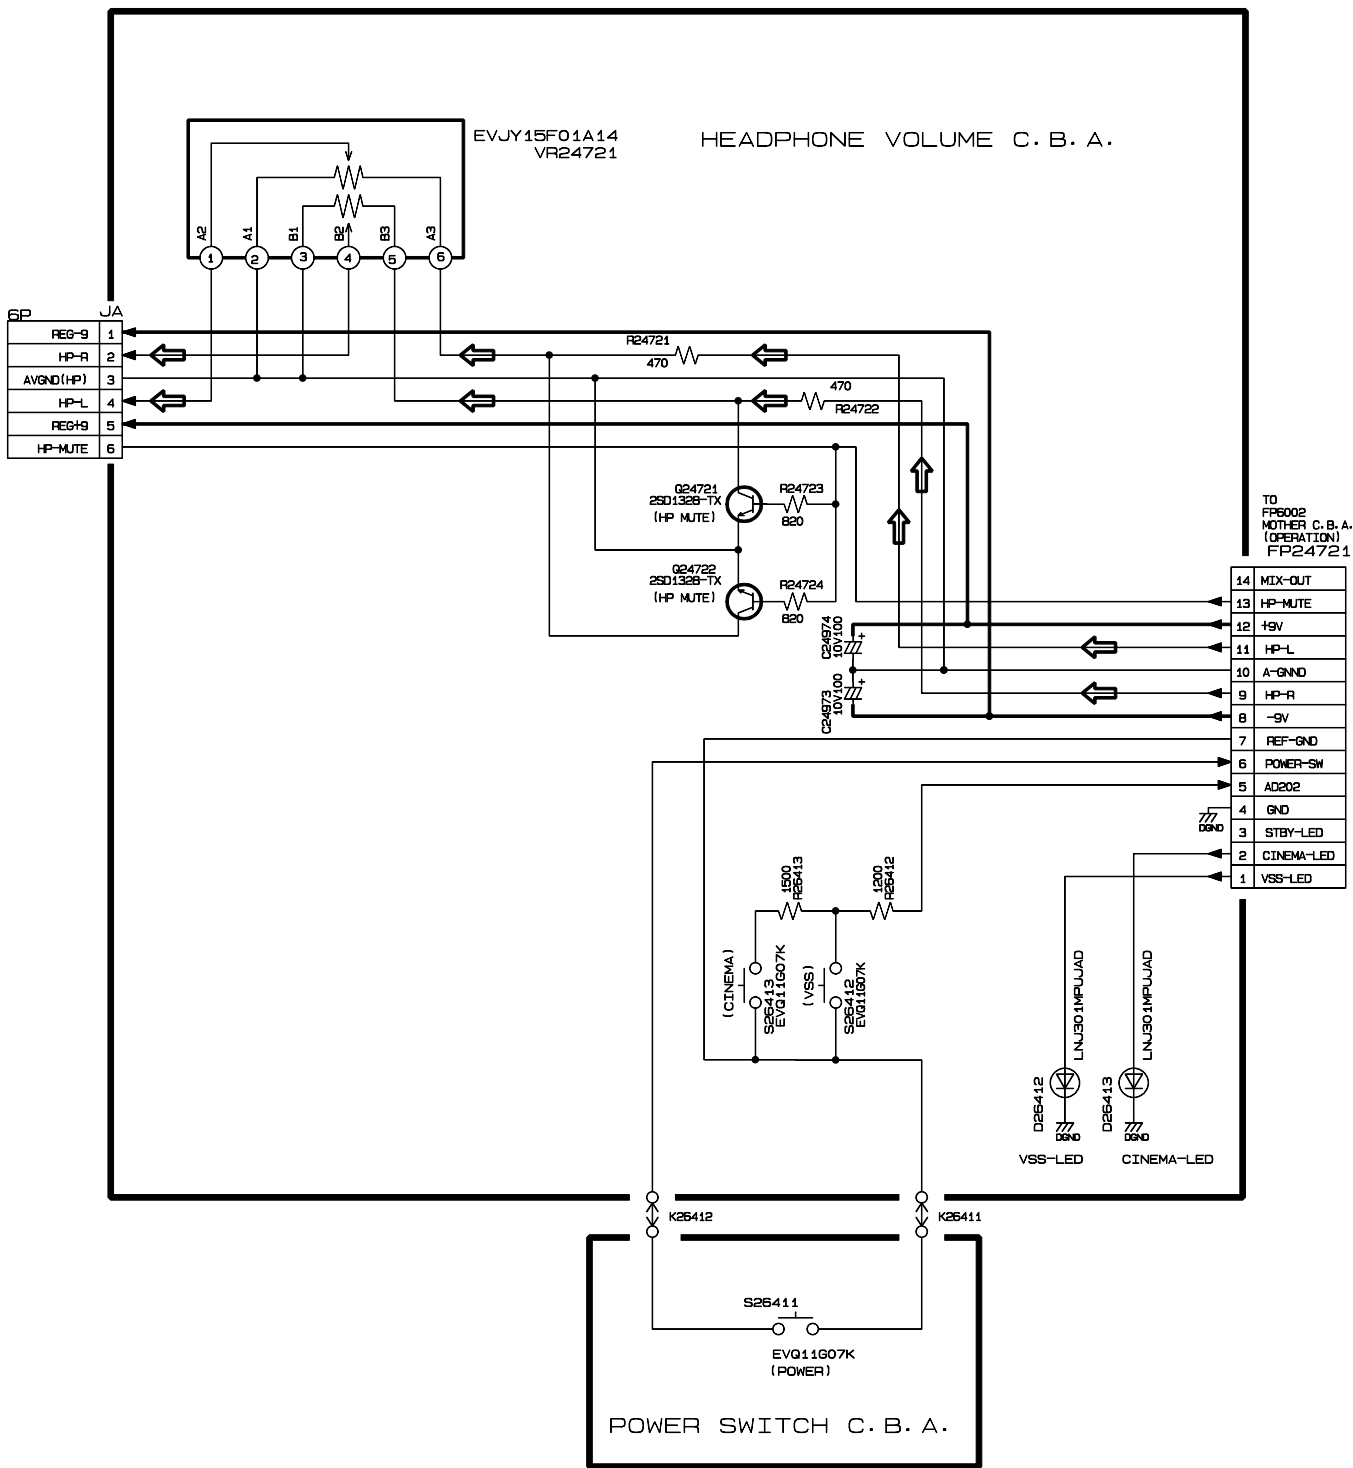 EVJY15F01A14
VR24721
HEADPHONE VOLUME C.B.A.
A2
A1
B1
B2
B3
A3
1
2
3
4
5
6
6P
JA
REG-9 1
HP-R 2
AVGND(HP) 3
HP-L 4
REG+9 5
HP-MUTE 6
R24721
470
470
R24722
Q24721
2SD1328-TX
(HP MUTE)
R24723
820
Q24722
2SD1328-TX
(HP MUTE)
R24724
820
C24974
10V100
+
C24973
10V100
+
TO
FP6002
MOTHER C.B.A.
(OPERATION)
FP24721
14 MIX-OUT
13 HP-MUTE
12 +9V
11 HP-L
10 A-GNND
9 HP-R
8 -9V
7 REF-GND
6 POWER-SW
5 AD202
4 GND
3 STBY-LED
2 CINEMA-LED
1 VSS-LED
DGND
1500
R26413
1200
R26412
(CINEMA)
S26413
EVQ11G07K
(VSS)
S26412
EVQ11G07K
LNJ301MPUJAD
LNJ301MPUJAD
D26412
D26413
DGND
DGND
VSS-LED
CINEMA-LED
K26412
K26411
S26411
EVQ11G07K
(POWER)
POWER SWITCH C.B.A.